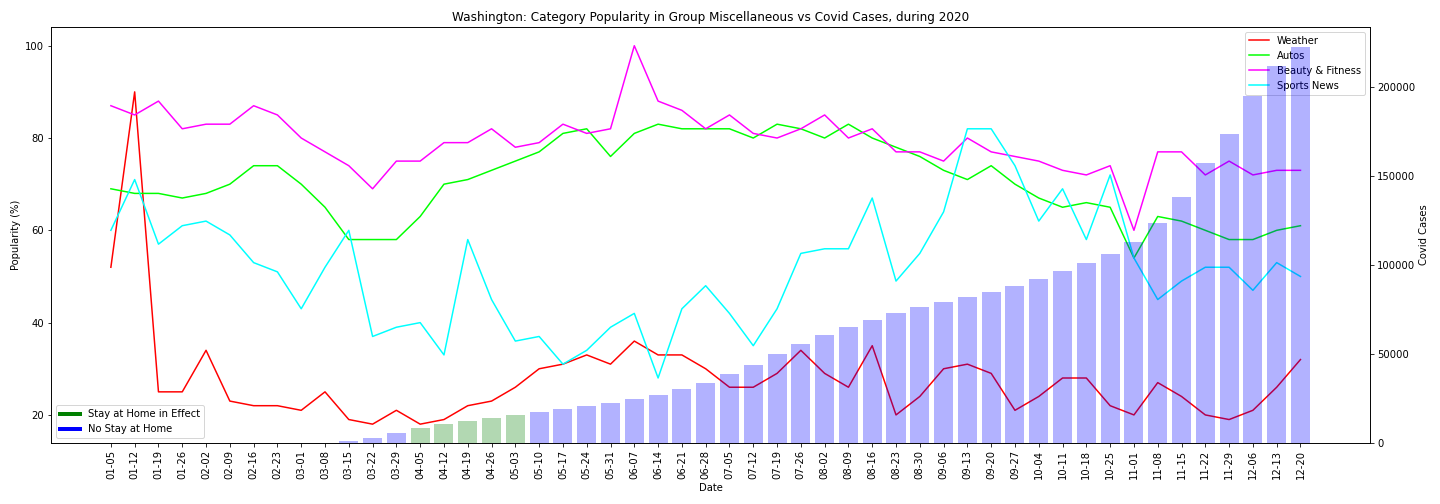 Washington: Category Popularity in Group Miscellaneous vs Covid Cases, during 2020
Weather
Autos
Beauty & Fitness
Sports News
100
80
60
40
20
Popularity (%)
200000
150000
100000
50000
0
Covid Cases
Stay at Home in Effect
No Stay at Home
01-05 01-12 01-19 01-26 02-02 02-09 02-16 02-23 03-01 03-08 03-15 03-22 03-29 04-05 04-12 04-19 04-26 05-03 05-10 05-17 05-24 05-31 06-07 06-14 06-21 06-28 07-05 07-12 07-19 07-26 08-02 08-09 08-16 08-23 08-30 09-06 09-13 09-20 09-27 10-04 10-11 10-18 10-25 11-01 11-08 11-15 11-22 11-29 12-06 12-13 12-20
Date